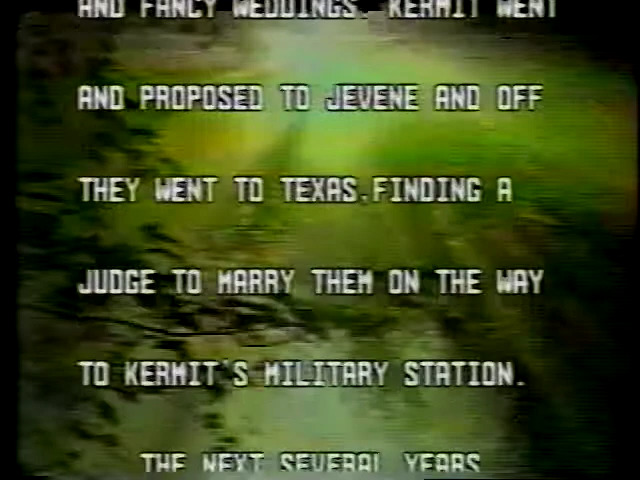 AND FANCY WEDDINGS. KERMIT WENT
AND PROPOSED TO JEVENE AND OFF
THEY WENT TO TEXAS,FINDING A
JUDGE TO MARRY THEM ON THE WAY
TO KERMIT'S MILITARY STATION.
THE NEXT SEVERAL YEARS